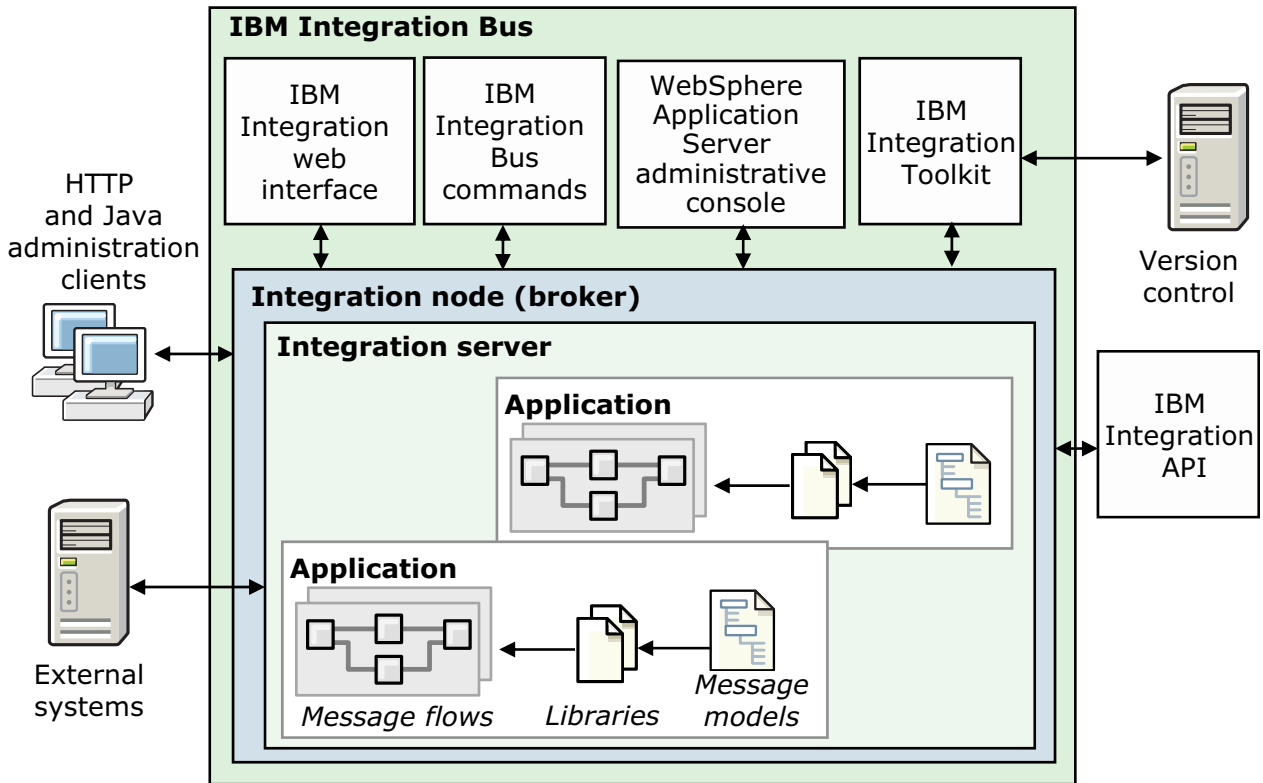 IBM Integration Bus
IBM
Integration
web
interface
IBM
Integration
Bus
commands
WebSphere
Application
Server
administrative
console
IBM
Integration
Toolkit
HTTP
and Java
administration
clients
Version
control
Integration node (broker)
Integration server
Application
IBM
Integration
API
Application
External
systems
Message flows
Libraries
Message
models